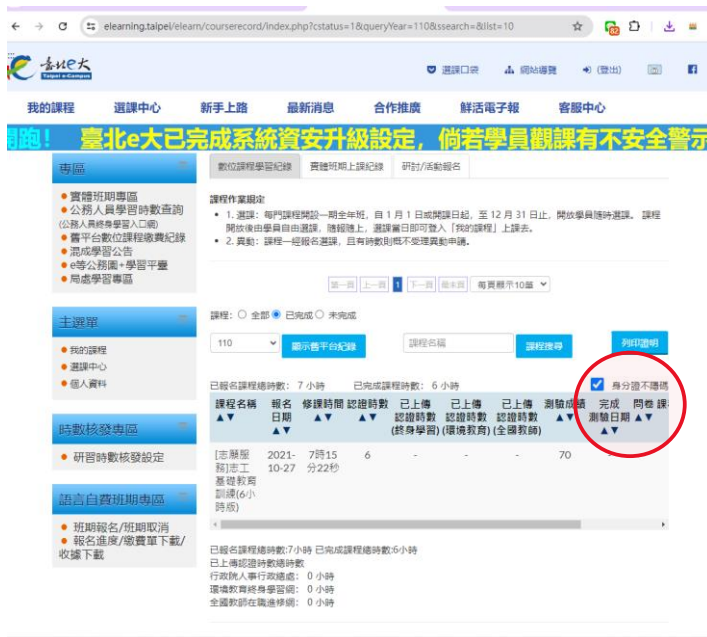 elearning.taipei/elearn/courserecord/index.php?cstatus=1&queryYear=110&ssearch=&list=10
62
臺北e大
Taipei e-Campus
選課口袋 網站導覽 (登出)
我的課程 選課中心 新手上路 最新消息 合作推廣 鮮活電子報 客服中心
開跑! 臺北e大已完成系統資安升級設定,倘若學員觀課有不安全警示
專區
實體班期專區
公務人員學習時數查詢
(公務人員終身學習入口網)
舊平台數位課程繳費紀錄
混成學習公告
e等公務園+學習平臺
局處學習專區
主選單
我的課程
選課中心
個人資料
時數核發專區
研習時數核發設定
語言自費班期專區
班期報名/班期取消
報名進度/繳費單下載/
收據下載
數位課程學習紀錄 實體班期上課紀錄 研討/活動報名
課程作業規定
1. 選課: 每門課程開設一期全年班, 自 1 月 1 日或開課日起, 至 12 月 31 日止, 開放學員隨時選課。 課程
開放後由學員自由選課, 隨報隨上, 選課當日即可登入「我的課程」上課去。
2. 異動: 課程一經報名選課, 且有時數則概不受理異動申請。
第一頁 上一頁 1 下一頁 最末頁 每頁顯示10筆
課程: 全部 已完成 未完成
110 顯示舊平台紀錄 課程名稱 課程搜尋 列印證明
已報名課程總時數: 7 小時 已完成課程時數: 6 小時 身分證不隱碼
課程名稱 報名 修課時間 認證時數 已上傳 已上傳 已上傳 測驗成績 完成 問卷 課
▲▼ 日期 ▲▼ ▲▼ 認證時數 認證時數 認證時數 ▲▼ 測驗日期 ▲▼
▲▼ (終身學習) (環境教育) (全國教師) ▲▼
[志願服 2021- 7時15 6 - - - 70 -
務]志工 10-27 分22秒
基礎教育
訓練(6小
時版)
已報名課程總時數:7小時 已完成課程總時數:6小時
已上傳認證時數總時數
行政院人事行政總處: 0 小時
環境教育終身學習網: 0 小時
全國教師在職進修網: 0 小時